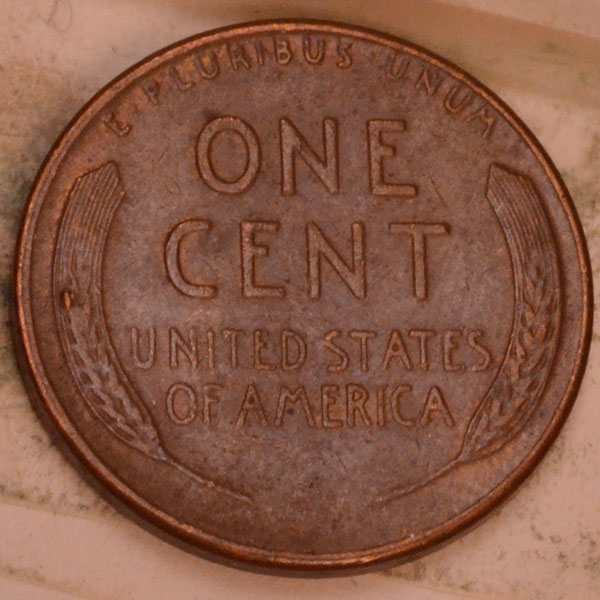 E PLURIBUS UNUM
ONE
CENT
UNITED STATES
OF AMERICA